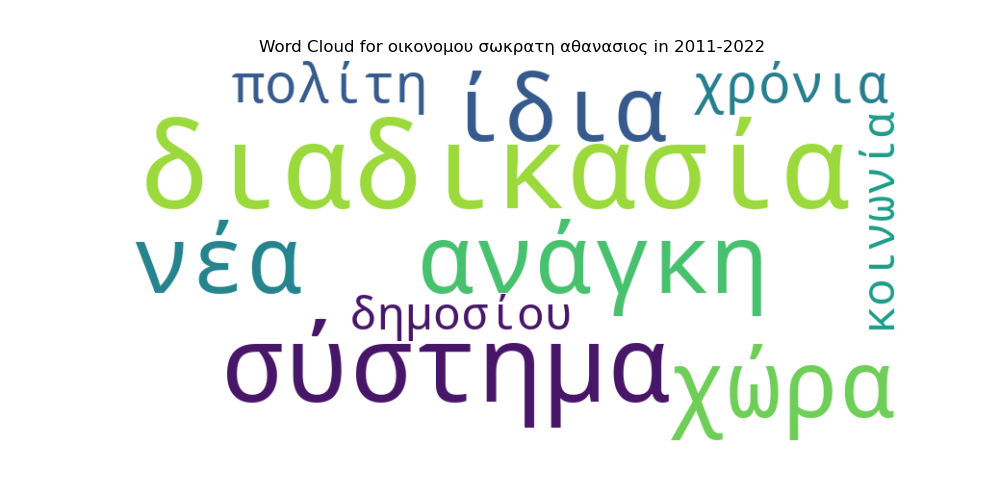 Word Cloud for οικονομου σωκρατη αθανασιος in 2011-2022
πολίτη
ίδια
χρόνια
διαδικασία
κοινωνία
νέα
ανάγκη
δημοσίου
σύστημα
χώρα